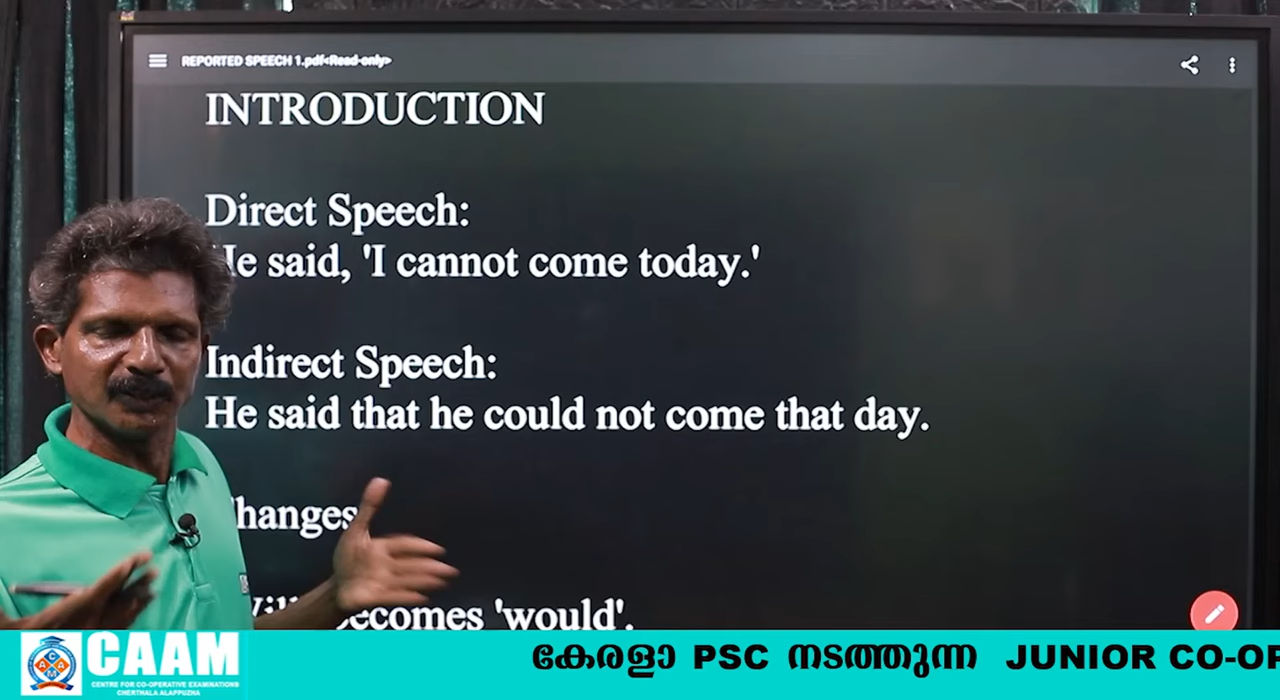 REPORTED SPEECH 1.pdf<Read-only>
INTRODUCTION
Direct Speech:
He said, 'I cannot come today.'
Indirect Speech:
He said that he could not come that day.
Changes
'Will' becomes 'would'.
CAAM
CENTRE FOR CO-OPERATIVE EXAMINATIONS
CHERTHALA ALAPPUZHA
കേരളാ PSC നടത്തുന്ന JUNIOR CO-OP